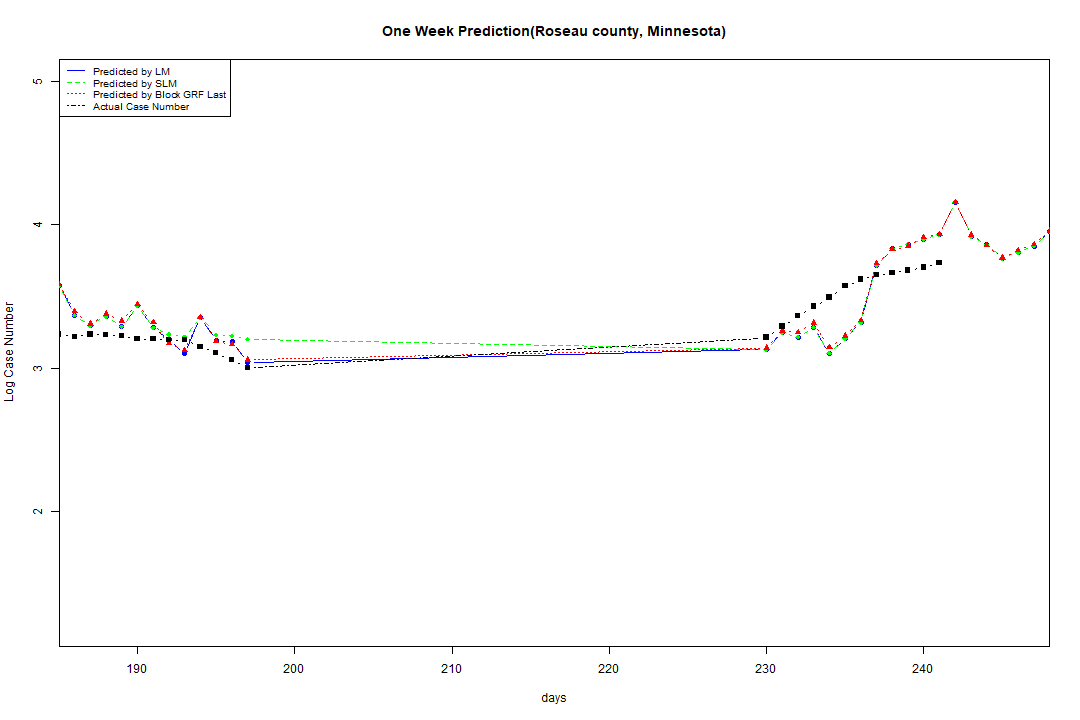 One Week Prediction(Roseau county, Minnesota)
Predicted by LM
Predicted by SLM
Predicted by Block GRF Last
Actual Case Number
5
4
3
2
Log Case Number
190 200 210 220 230 240
days